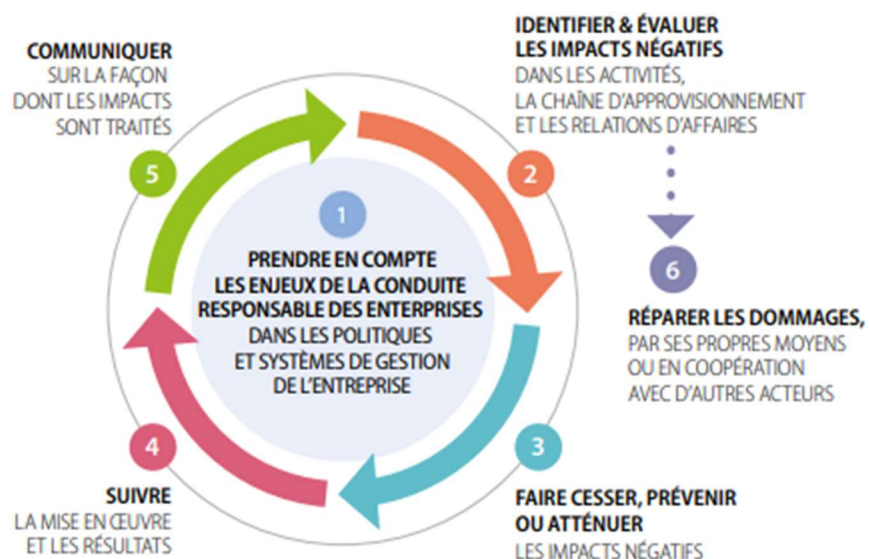 1
PRENDRE EN COMPTE
LES ENJEUX DE LA CONDUITE
RESPONSABLE DES ENTERPRISES
DANS LES POLITIQUES
ET SYSTÈMES DE GESTION
DE L'ENTREPRISE
IDENTIFIER & ÉVALUER
LES IMPACTS NÉGATIFS
DANS LES ACTIVITÉS,
LA CHAÎNE D'APPROVISIONNEMENT
ET LES RELATIONS D'AFFAIRES
2
3
FAIRE CESSER, PRÉVENIR
OU ATTÉNUER
LES IMPACTS NÉGATIFS
4
SUIVRE
LA MISE EN ŒUVRE
ET LES RÉSULTATS
COMMUNIQUER
SUR LA FAÇON
DONT LES IMPACTS
SONT TRAITÉS
5
6
RÉPARER LES DOMMAGES,
PAR SES PROPRES MOYENS
OU EN COOPÉRATION
AVEC D'AUTRES ACTEURS